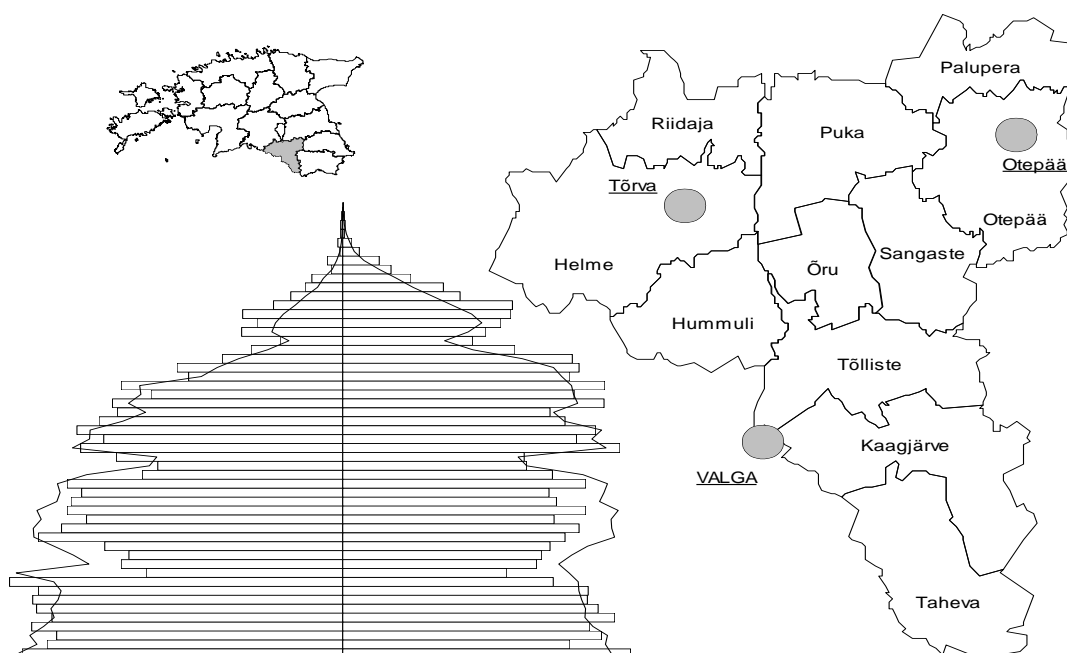 Palupera
Riidaja
Puka
Otepää
Tõrva
Otepää
Sangaste
Helme
Õru
Hummuli
Tõlliste
Kaagjärve
VALGA
Taheva